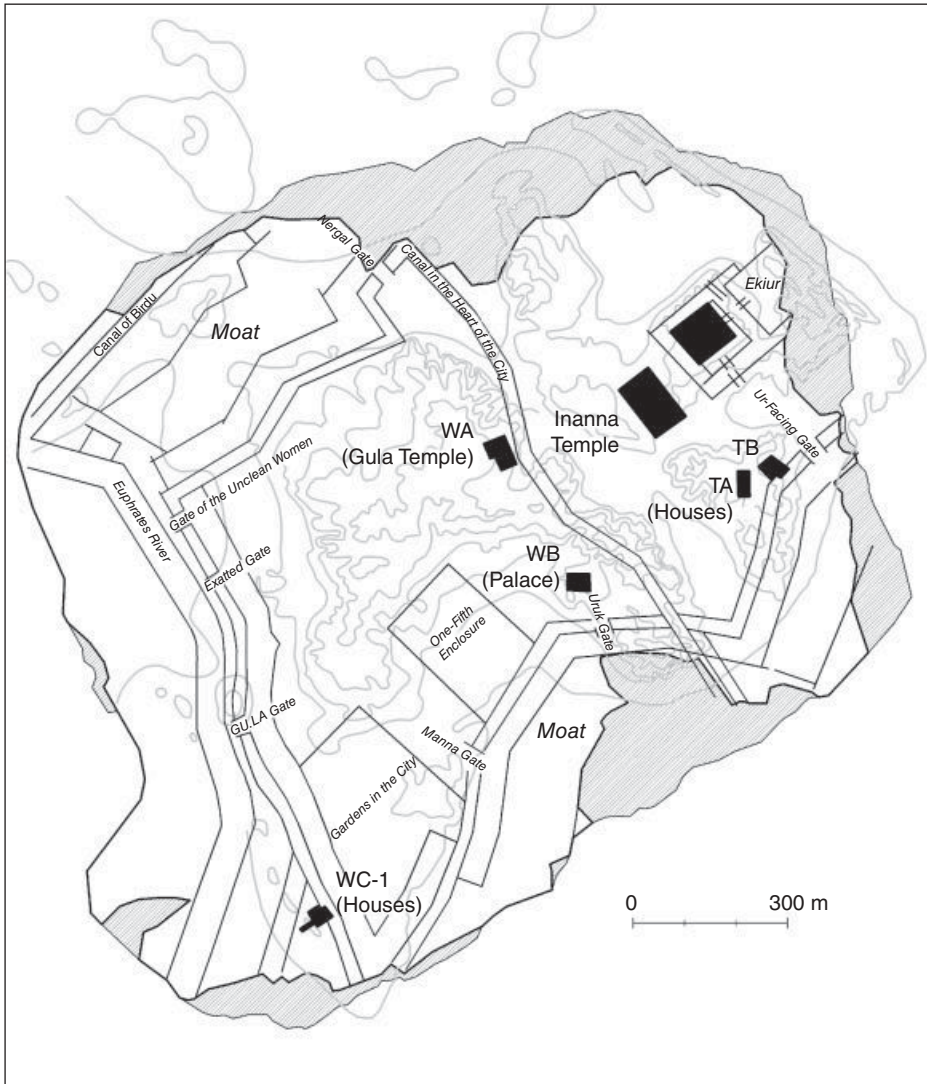 Nergal Gate
Canal In the Heart of the City
Canal of Birdu
Moat
Ekiur
Ur-Facing Gate
Inanna
Temple
WA
(Gula Temple)
TB
TA
(Houses)
Gate of the Unclean Women
Euphrates River
Exatted Gate
WB
(Palace)
Uruk Gate
One-Fifth
Enclosure
GU.LA Gate
Manna Gate
Moat
Gardens in the City
WC-1
(Houses)
0 300 m